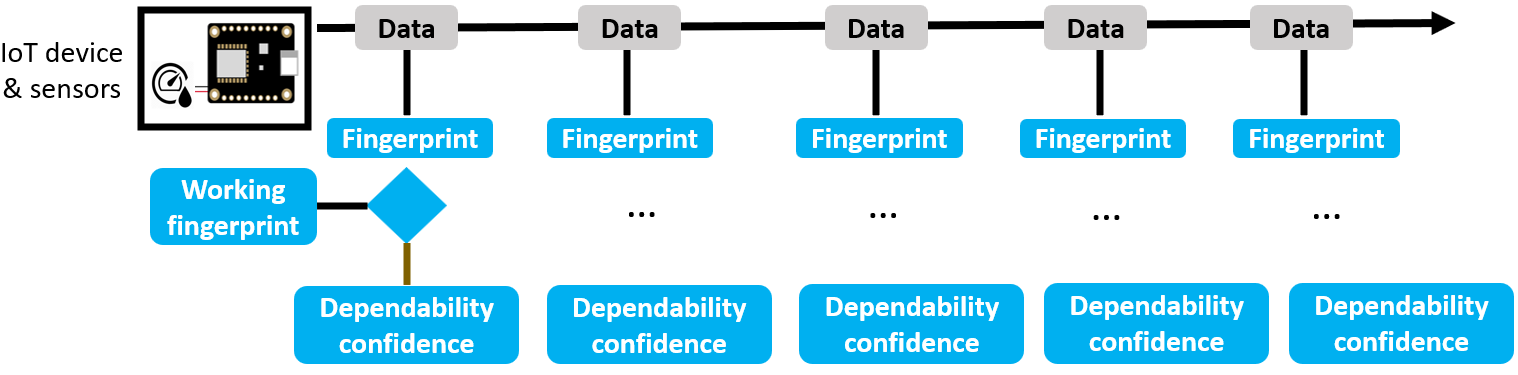 IoT device
& sensors
Data
Data
Data
Data
Data
Fingerprint
Fingerprint
Fingerprint
Fingerprint
Fingerprint
Working
fingerprint
...
...
...
...
Dependability
confidence
Dependability
confidence
Dependability
confidence
Dependability
confidence
Dependability
confidence